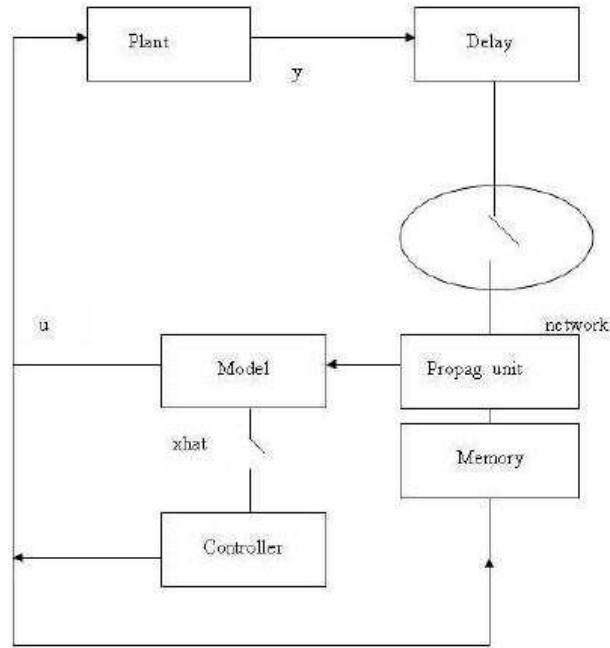 Plant
Delay
y
u
network
Model
Propag. unit
xhat
Memory
Controller